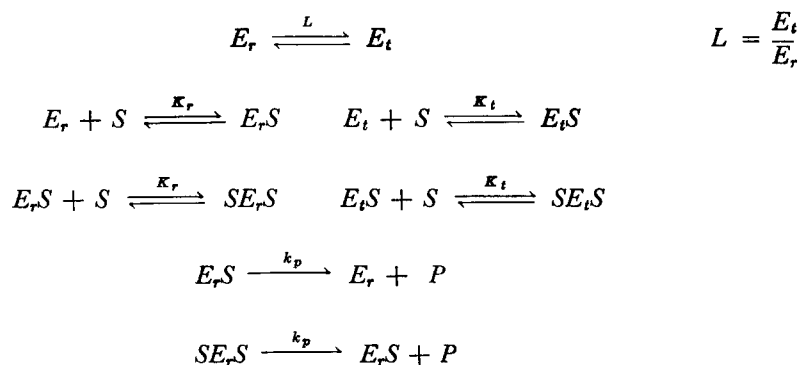 E_r ⇌ E_t L = E_t / E_r
L
E_r + S ⇌ E_rS E_t + S ⇌ E_tS
K_r K_t
E_rS + S ⇌ SE_rS E_tS + S ⇌ SE_tS
K_r K_t
E_rS → E_r + P
k_p
SE_rS → E_rS + P
k_p